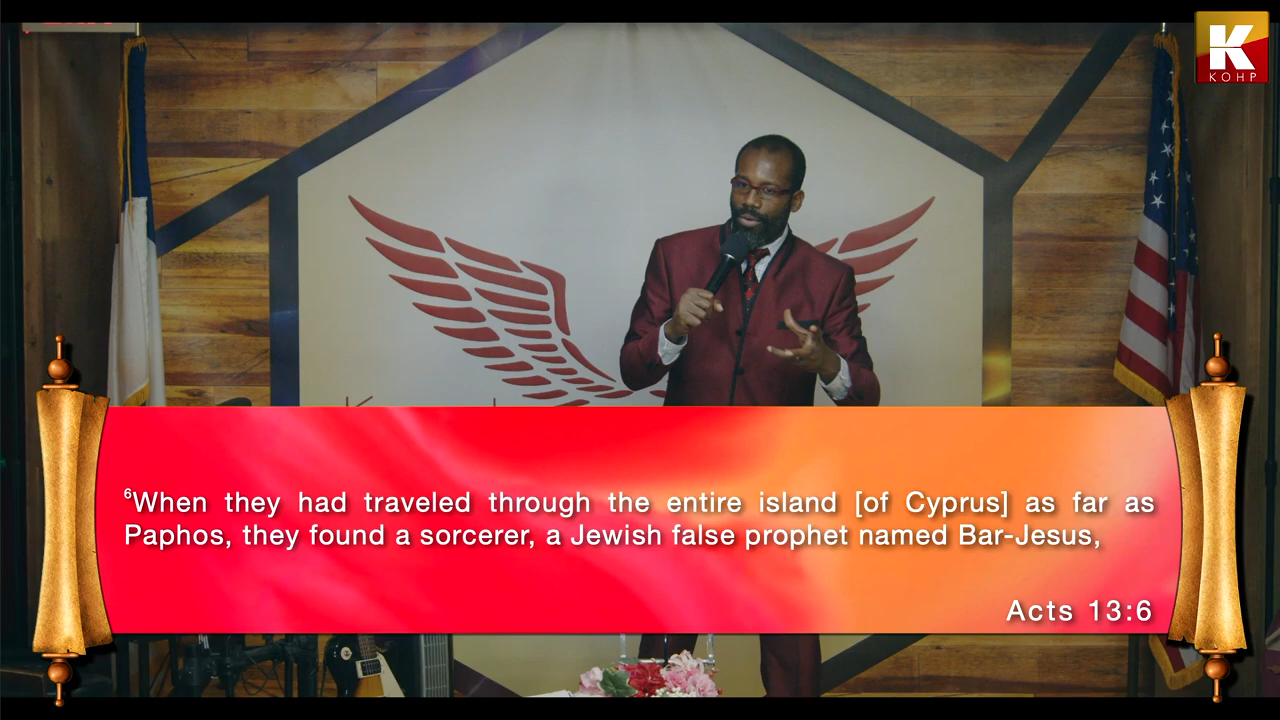 K
KOHP
⁶When they had traveled through the entire island [of Cyprus] as far as
Paphos, they found a sorcerer, a Jewish false prophet named Bar-Jesus,
Acts 13:6